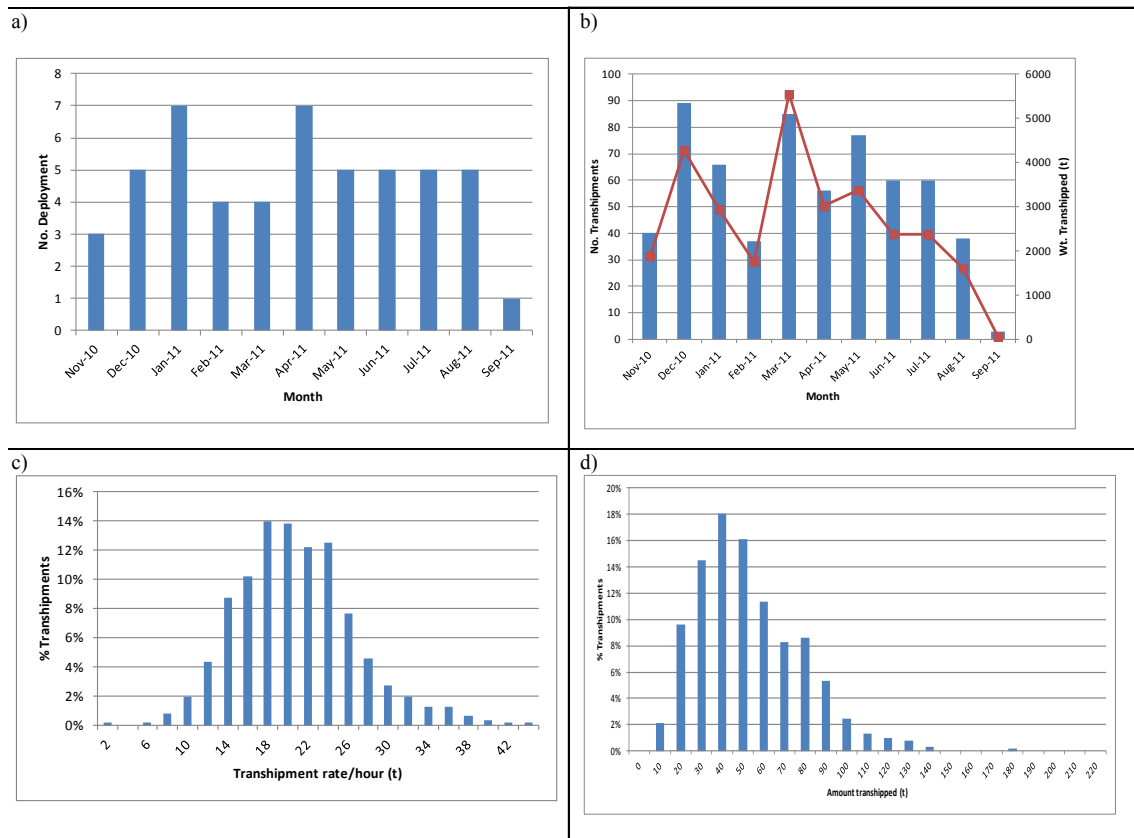 a)
8
7
6
5
4
3
2
1
0
No. Deployment
Nov-10
Dec-10
Jan-11
Feb-11
Mar-11
Apr-11
May-11
Jun-11
Jul-11
Aug-11
Sep-11
Month
b)
100
90
80
70
60
50
40
30
20
10
0
No. Transhipments
6000
5000
4000
3000
2000
1000
0
Wt. Transhipped (t)
Nov-10
Dec-10
Jan-11
Feb-11
Mar-11
Apr-11
May-11
Jun-11
Jul-11
Aug-11
Sep-11
Month
c)
16%
14%
12%
10%
8%
6%
4%
2%
0%
% Transhipments
2
6
10
14
18
22
26
30
34
38
42
Transhipment rate/hour (t)
d)
20%
18%
16%
14%
12%
10%
8%
6%
4%
2%
0%
% Transhipments
0
10
20
30
40
50
60
70
80
90
100
110
120
130
140
150
160
170
180
190
200
210
220
Amount transhipped (t)